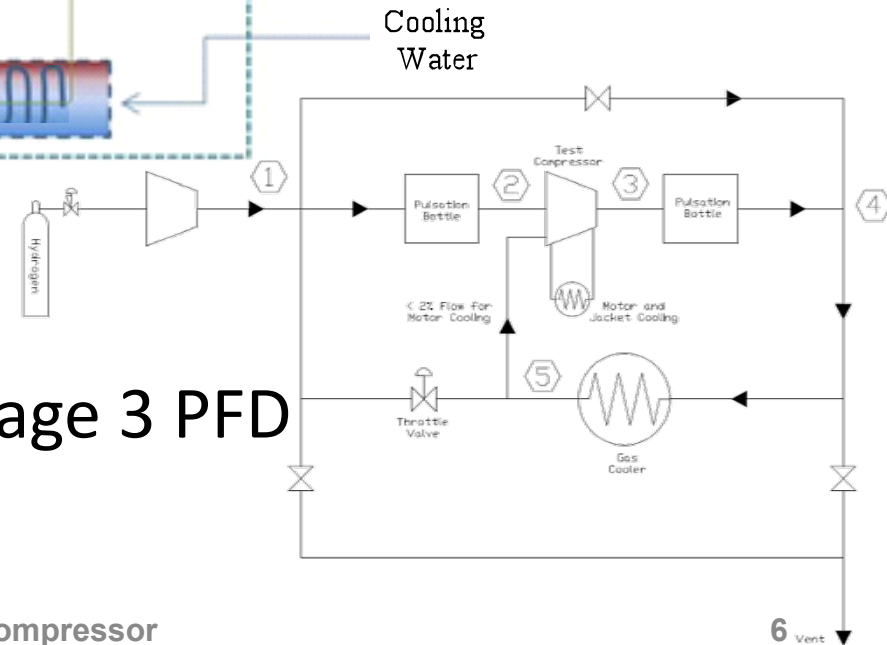 Cooling
Water
Test
Compressor
1
2
3
4
Pulsation
Bottle
Pulsation
Bottle
Hydrogen
< 2% Flow for
Motor Cooling
Motor and
Jacket Cooling
5
age 3 PFD
Throttle
Valve
Gas
Cooler
ompressor
6
Vent